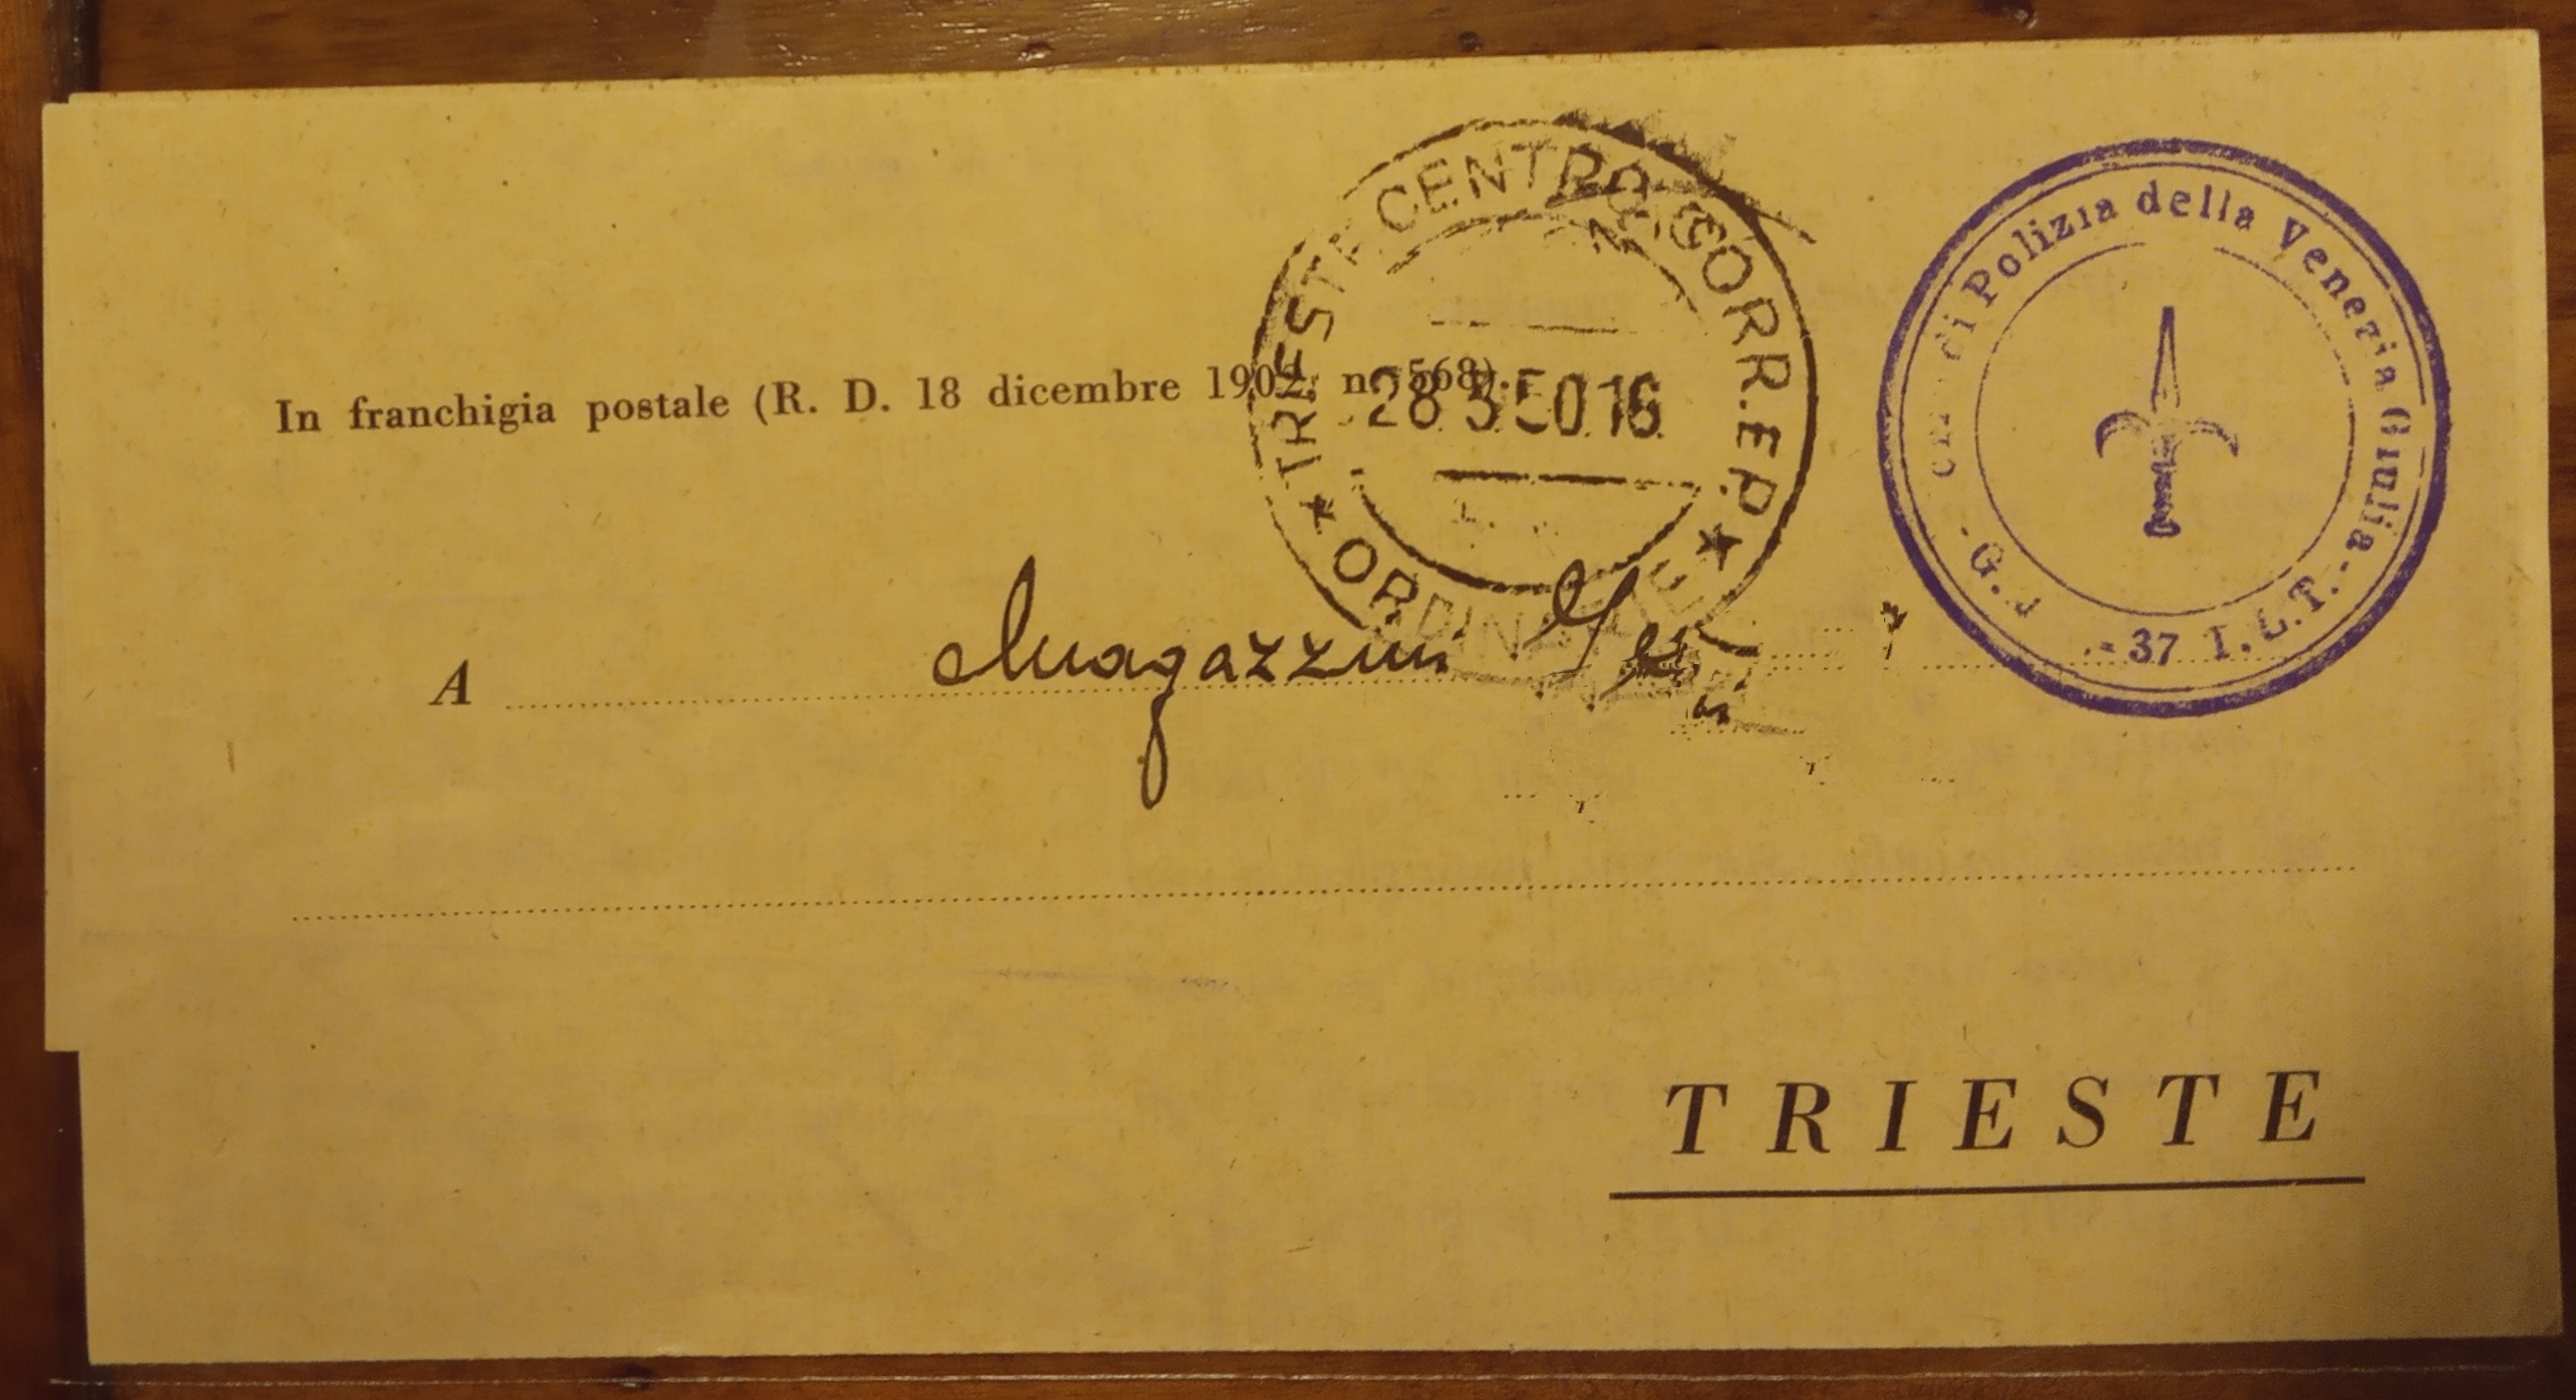 TRIESTE CENTRO CORR. E P.
28 3 50 16
★ ORDINARIE ★
di Polizia della Venezia Giulia
G.
- 37 I. L. T.
In franchigia postale (R. D. 18 dicembre 1902, n. 568).
A Magazzini
TRIESTE